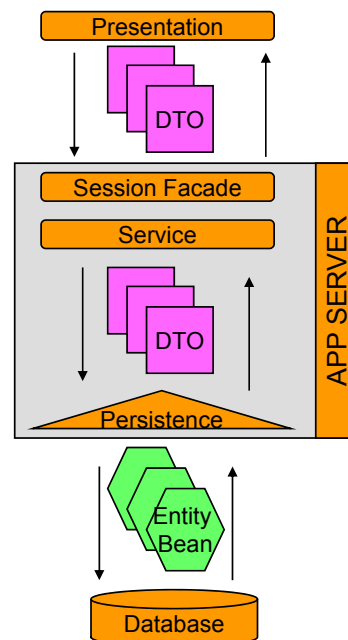 Presentation
DTO
Session Facade
Service
APP SERVER
DTO
Persistence
Entity
Bean
Database